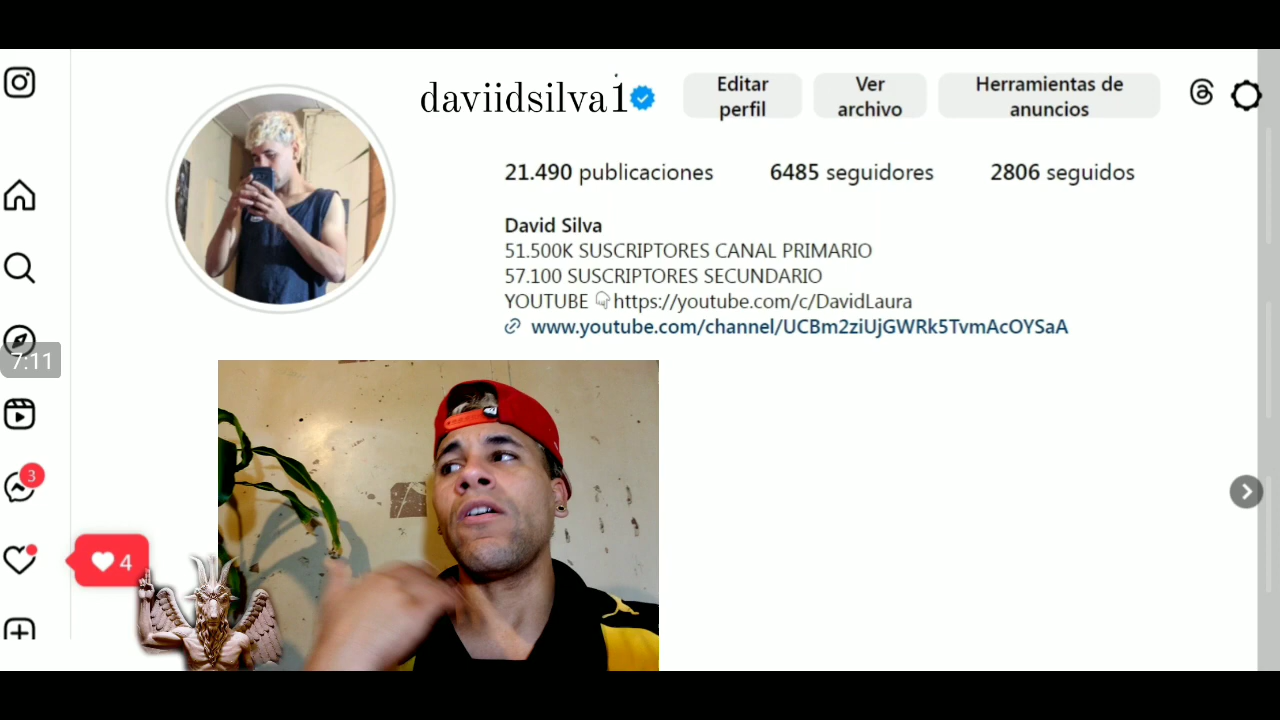 daviidsilva1
Editar
perfil
Ver
archivo
Herramientas de
anuncios
21.490 publicaciones
6485 seguidores
2806 seguidos
David Silva
51.500K SUSCRIPTORES CANAL PRIMARIO
57.100 SUSCRIPTORES SECUNDARIO
YOUTUBE 👇https://youtube.com/c/DavidLaura
www.youtube.com/channel/UCBm2ziUjGWRk5TvmAcOYSaA
7:11
3
4